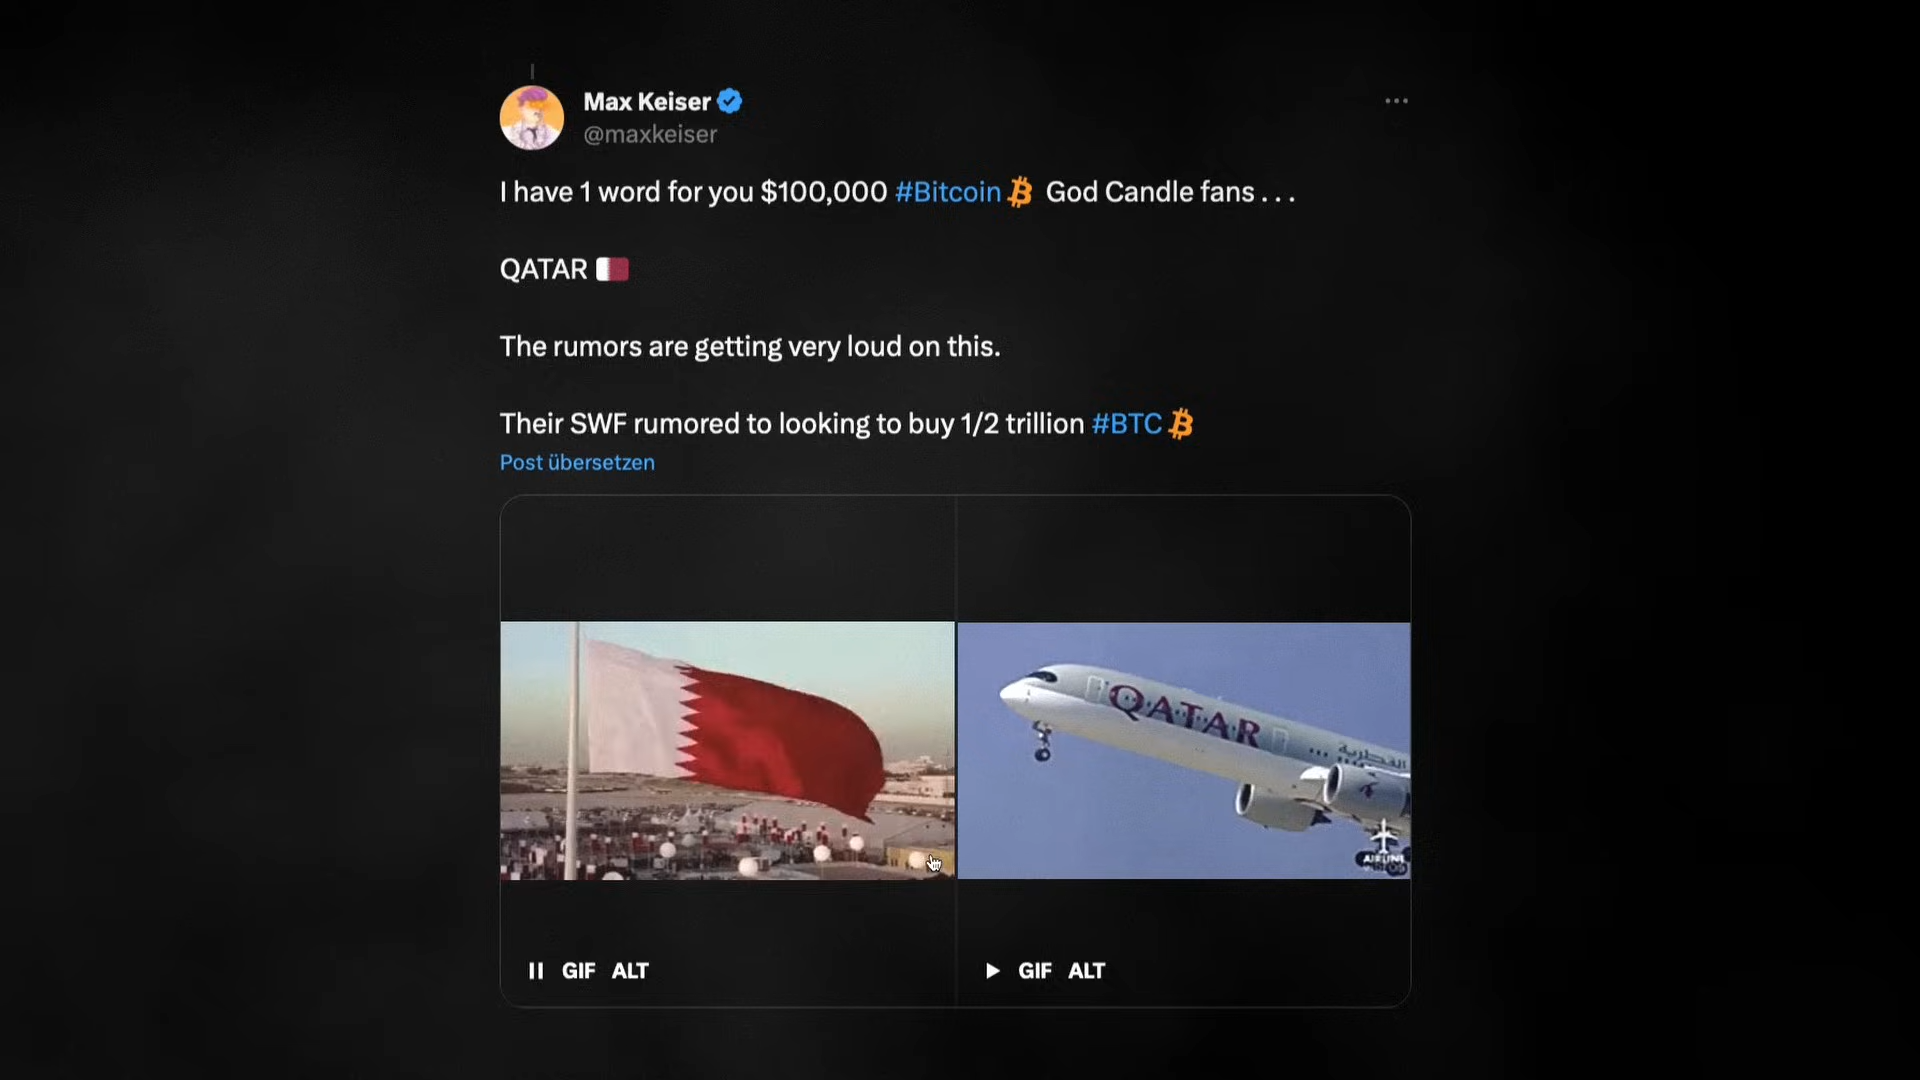 Max Keiser
@maxkeiser
I have 1 word for you $100,000 #Bitcoin God Candle fans . . .
QATAR
The rumors are getting very loud on this.
Their SWF rumored to looking to buy 1/2 trillion #BTC
Post übersetzen
QATAR
القطرية
GIF ALT
GIF ALT